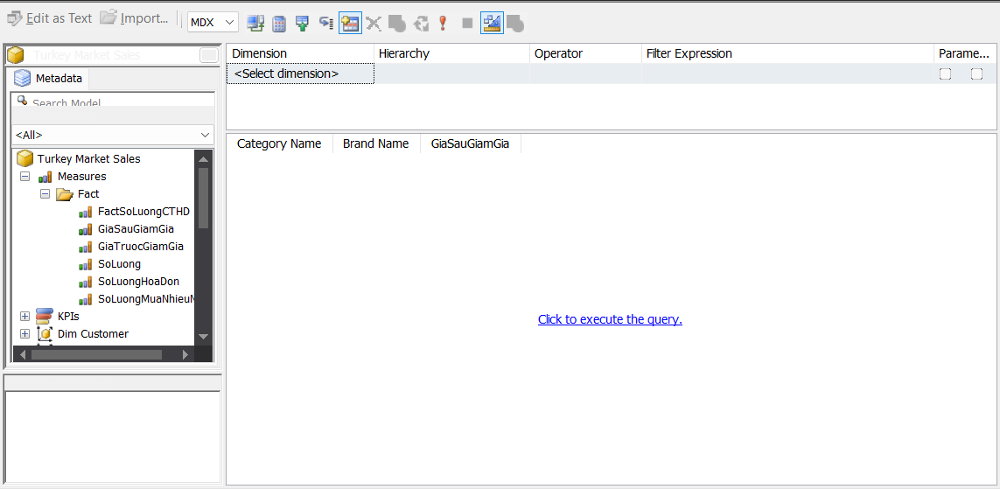 Edit as Text Import... MDX
Turkey Market Sales
Metadata
Search Model
<All>
Turkey Market Sales
Measures
Fact
FactSoLuongCTHD
GiaSauGiamGia
GiaTruocGiamGia
SoLuong
SoLuongHoaDon
SoLuongMuaNhieuN
KPIs
Dim Customer
Dimension Hierarchy Operator Filter Expression Parame...
<Select dimension>
Category Name Brand Name GiaSauGiamGia
Click to execute the query.